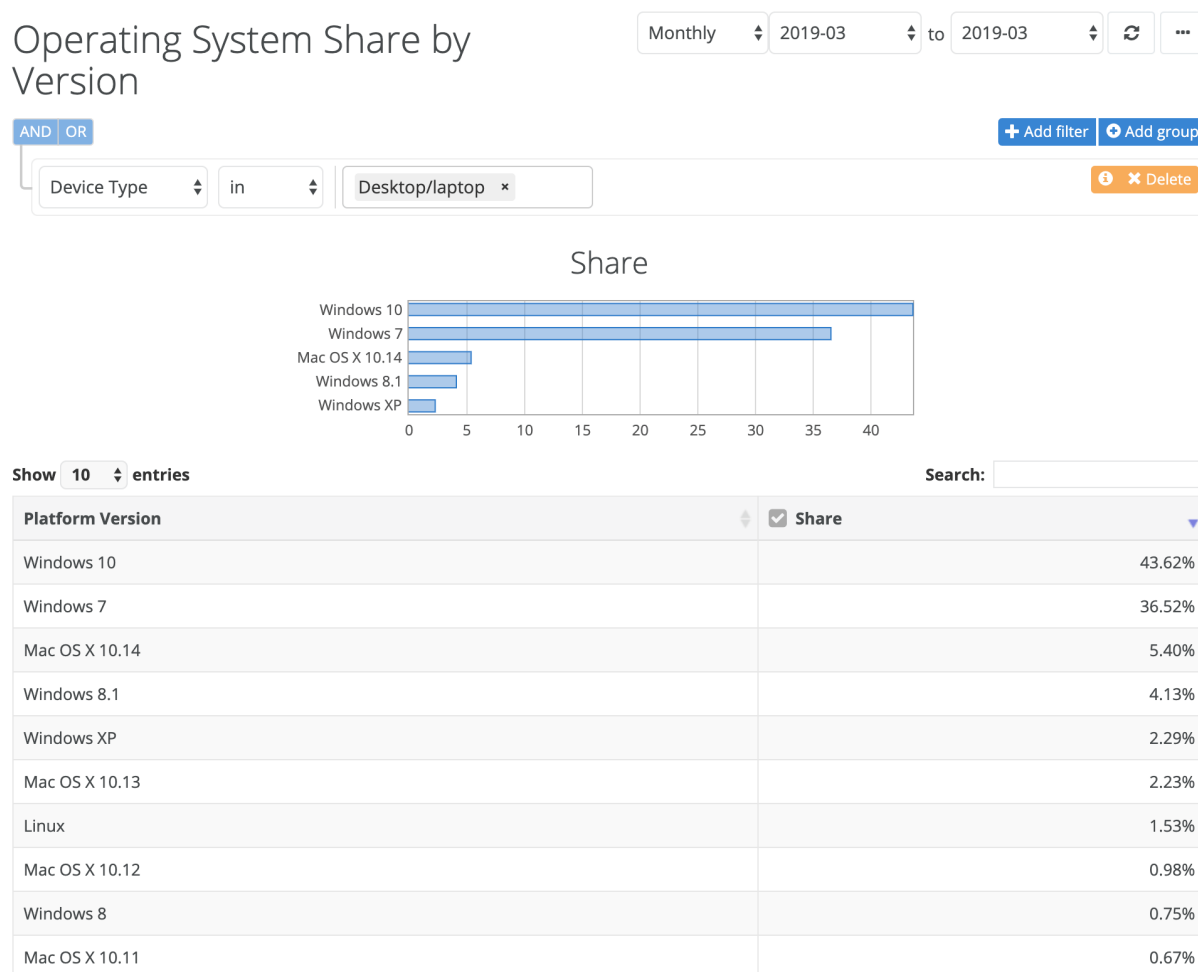 Operating System Share by
Version
Monthly 2019-03 to 2019-03
AND OR
Add filter Add group
Device Type in Desktop/laptop ×
Delete
Share
Windows 10
Windows 7
Mac OS X 10.14
Windows 8.1
Windows XP
0 5 10 15 20 25 30 35 40
Show 10 entries Search:
Platform Version Share
Windows 10 43.62%
Windows 7 36.52%
Mac OS X 10.14 5.40%
Windows 8.1 4.13%
Windows XP 2.29%
Mac OS X 10.13 2.23%
Linux 1.53%
Mac OS X 10.12 0.98%
Windows 8 0.75%
Mac OS X 10.11 0.67%